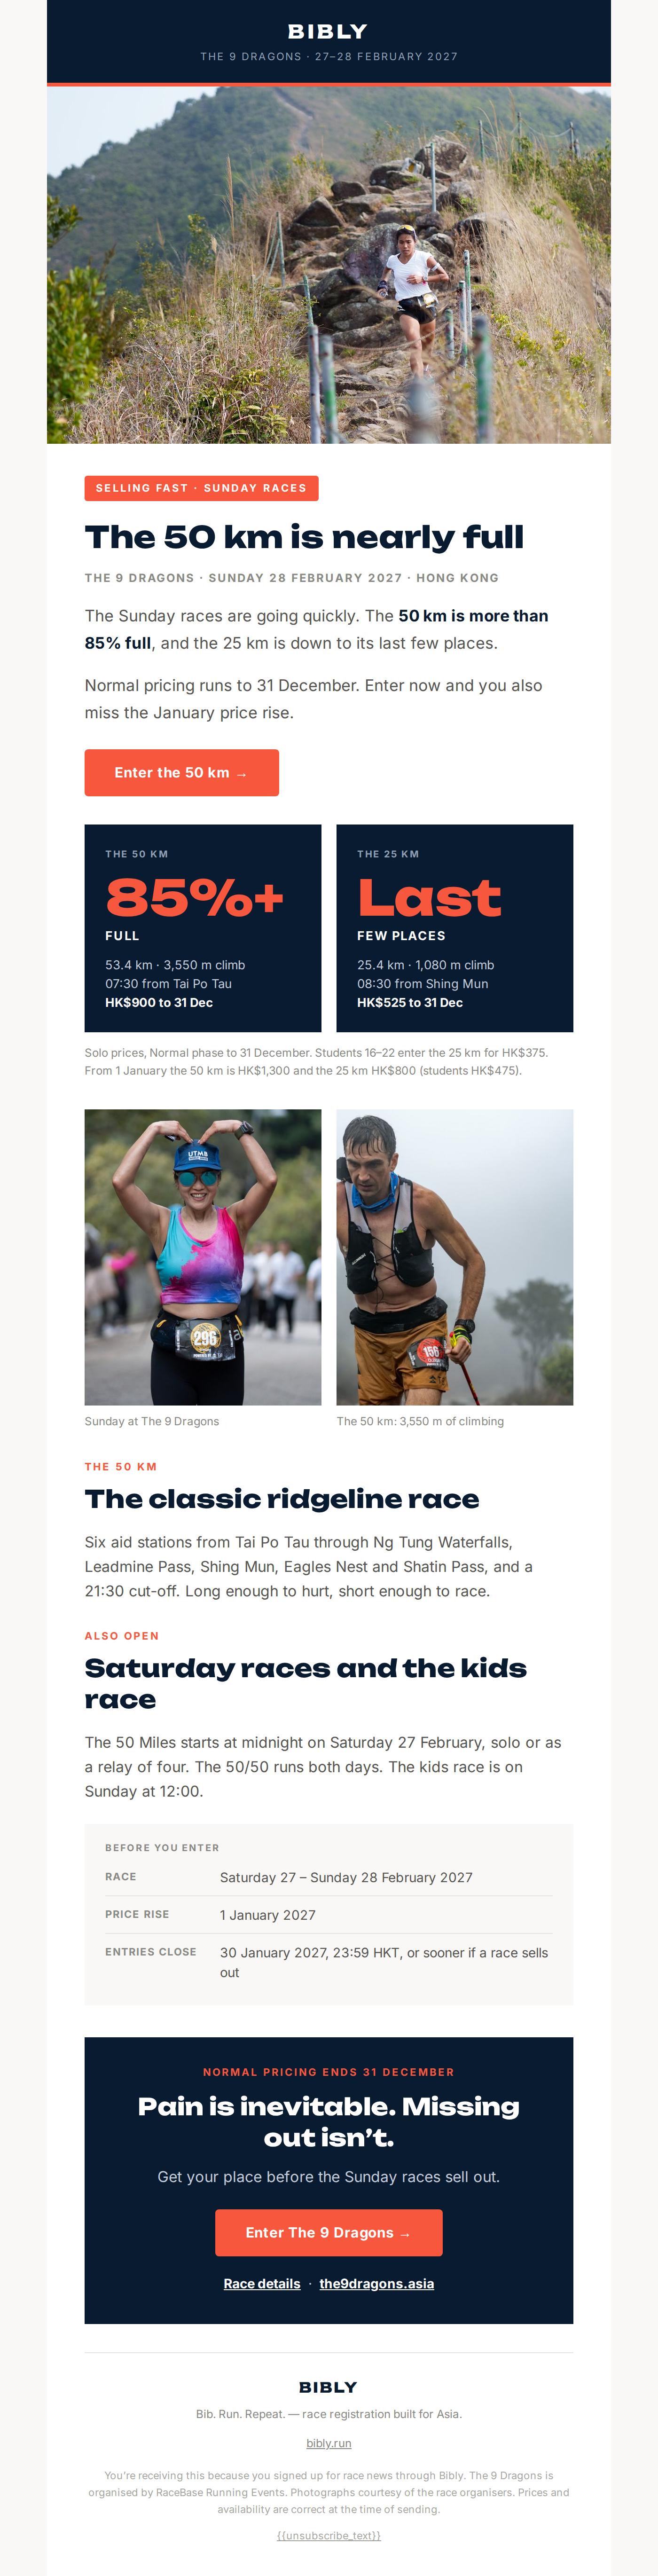 BIBLY
THE 9 DRAGONS · 27–28 FEBRUARY 2027
SELLING FAST · SUNDAY RACES
The 50 km is nearly full
THE 9 DRAGONS · SUNDAY 28 FEBRUARY 2027 · HONG KONG
The Sunday races are going quickly. The 50 km is more than
85% full, and the 25 km is down to its last few places.
Normal pricing runs to 31 December. Enter now and you also
miss the January price rise.
Enter the 50 km →
THE 50 KM
85%+
FULL
53.4 km · 3,550 m climb
07:30 from Tai Po Tau
HK$900 to 31 Dec
THE 25 KM
Last
FEW PLACES
25.4 km · 1,080 m climb
08:30 from Shing Mun
HK$525 to 31 Dec
Solo prices, Normal phase to 31 December. Students 16–22 enter the 25 km for HK$375.
From 1 January the 50 km is HK$1,300 and the 25 km HK$800 (students HK$475).
UTMB
296
156
Sunday at The 9 Dragons
The 50 km: 3,550 m of climbing
THE 50 KM
The classic ridgeline race
Six aid stations from Tai Po Tau through Ng Tung Waterfalls,
Leadmine Pass, Shing Mun, Eagles Nest and Shatin Pass, and a
21:30 cut-off. Long enough to hurt, short enough to race.
ALSO OPEN
Saturday races and the kids
race
The 50 Miles starts at midnight on Saturday 27 February, solo or as
a relay of four. The 50/50 runs both days. The kids race is on
Sunday at 12:00.
BEFORE YOU ENTER
RACE
Saturday 27 – Sunday 28 February 2027
PRICE RISE
1 January 2027
ENTRIES CLOSE
30 January 2027, 23:59 HKT, or sooner if a race sells
out
NORMAL PRICING ENDS 31 DECEMBER
Pain is inevitable. Missing
out isn’t.
Get your place before the Sunday races sell out.
Enter The 9 Dragons →
Race details · the9dragons.asia
BIBLY
Bib. Run. Repeat. — race registration built for Asia.
bibly.run
You’re receiving this because you signed up for race news through Bibly. The 9 Dragons is
organised by RaceBase Running Events. Photographs courtesy of the race organisers. Prices and
availability are correct at the time of sending.
{{unsubscribe_text}}